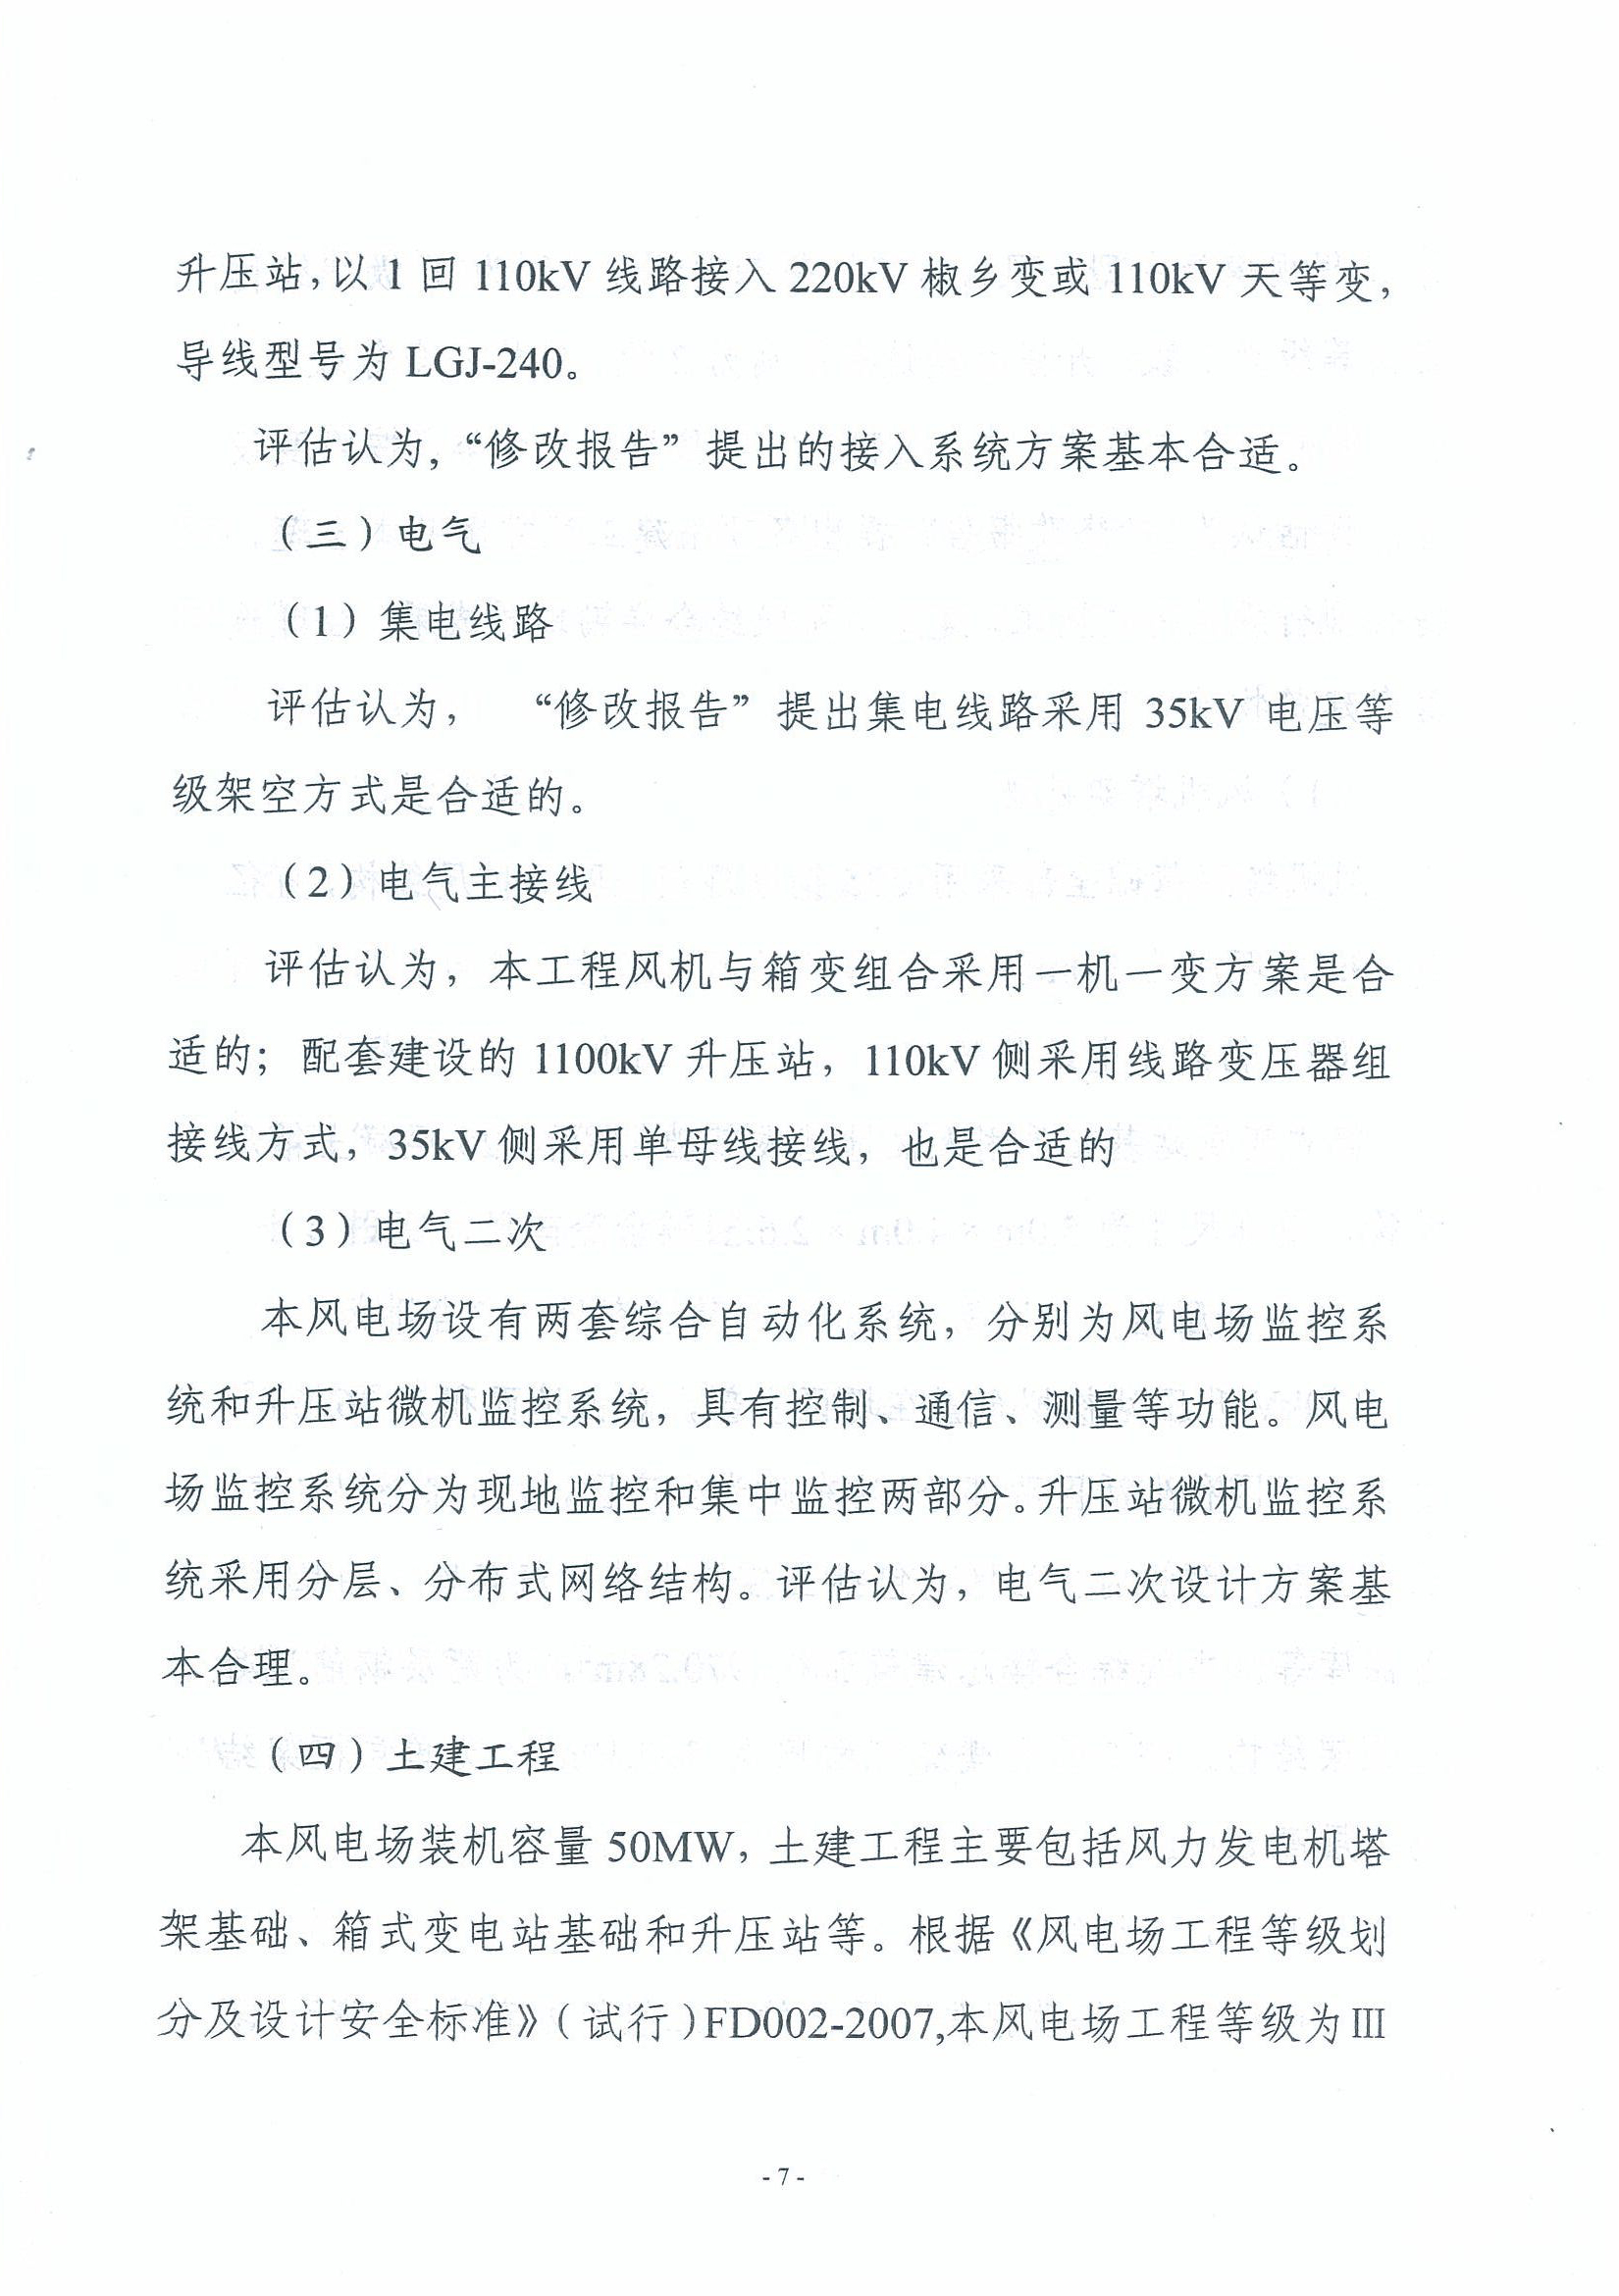 升压站,以 1 回 110kV 线路接入 220kV 椒乡变或 110kV 天等变,
导线型号为 LGJ-240。
评估认为,“修改报告”提出的接入系统方案基本合适。
（三）电气
（1）集电线路
评估认为， “修改报告”提出集电线路采用 35kV 电压等
级架空方式是合适的。
（2）电气主接线
评估认为，本工程风机与箱变组合采用一机一变方案是合
适的；配套建设的 1100kV 升压站，110kV 侧采用线路变压器组
接线方式，35kV 侧采用单母线接线，也是合适的
（3）电气二次
本风电场设有两套综合自动化系统，分别为风电场监控系
统和升压站微机监控系统，具有控制、通信、测量等功能。风电
场监控系统分为现地监控和集中监控两部分。升压站微机监控系
统采用分层、分布式网络结构。评估认为，电气二次设计方案基
本合理。
（四）土建工程
本风电场装机容量 50MW，土建工程主要包括风力发电机塔
架基础、箱式变电站基础和升压站等。根据《风电场工程等级划
分及设计安全标准》（试行）FD002-2007,本风电场工程等级为 III
- 7 -